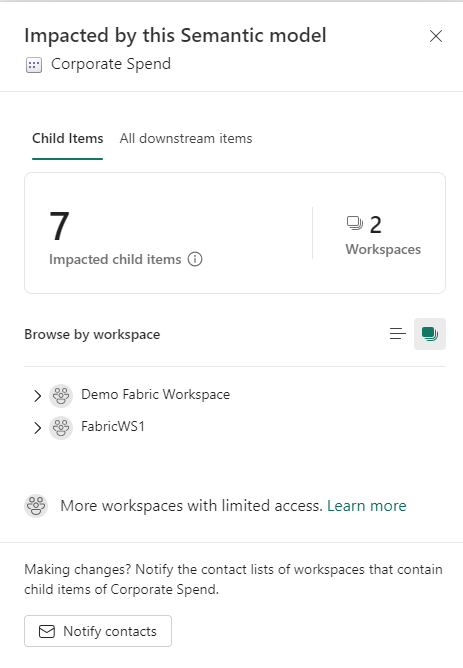 Impacted by this Semantic model
Corporate Spend
Child Items All downstream items
7
Impacted child items
2
Workspaces
Browse by workspace
Demo Fabric Workspace
FabricWS1
More workspaces with limited access. Learn more
Making changes? Notify the contact lists of workspaces that contain
child items of Corporate Spend.
Notify contacts